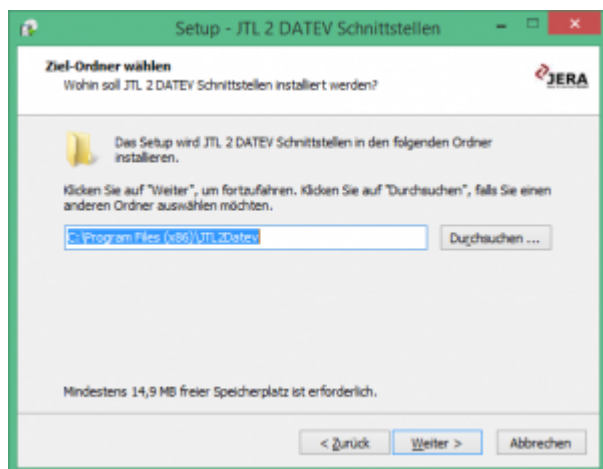 Setup - JTL 2 DATEV Schnittstellen
Ziel-Ordner wählen
Wohin soll JTL 2 DATEV Schnittstellen installiert werden?
JERA
Das Setup wird JTL 2 DATEV Schnittstellen in den folgenden Ordner
installieren.
Klicken Sie auf "Weiter", um fortzufahren. Klicken Sie auf "Durchsuchen", falls Sie einen
anderen Ordner auswählen möchten.
C:\Program Files (x86)\JTL2Datev
Durchsuchen ...
Mindestens 14,9 MB freier Speicherplatz ist erforderlich.
< Zurück Weiter > Abbrechen